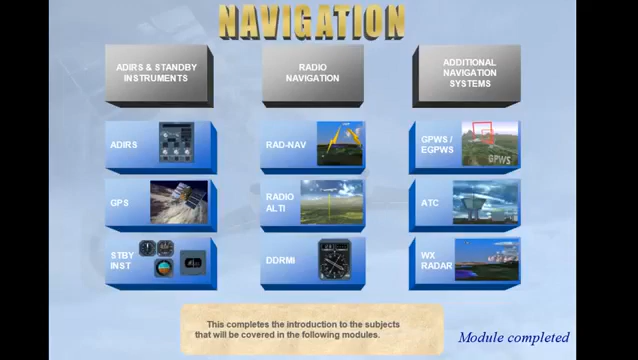 NAVIGATION
ADIRS & STANDBY
INSTRUMENTS
RADIO
NAVIGATION
ADDITIONAL
NAVIGATION
SYSTEMS
ADIRS
RAD-NAV
GPWS /
EGPWS
GPWS
GPS
RADIO
ALTI
ATC
STBY
INST
DDRMI
WX
RADAR
This completes the introduction to the subjects
that will be covered in the following modules.
Module completed